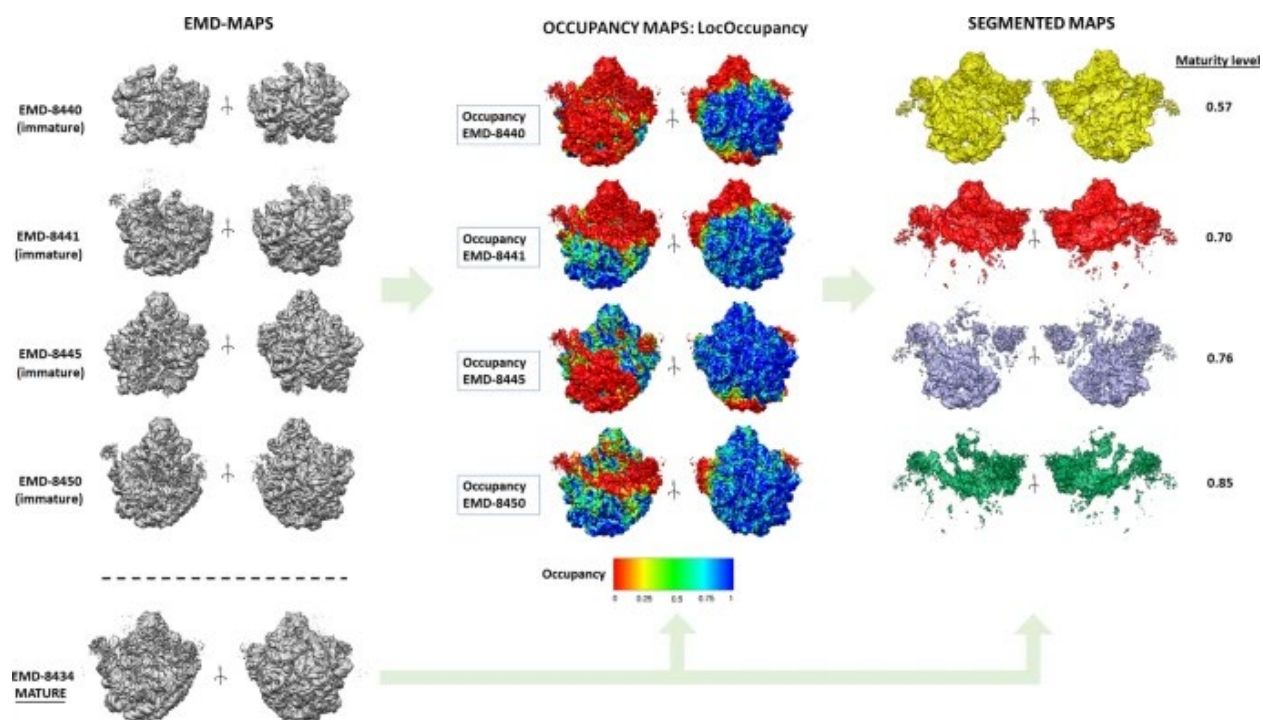 EMD-MAPS
OCCUPANCY MAPS: LocOccupancy
SEGMENTED MAPS
Maturity level
EMD-8440
(immature)
Occupancy
EMD-8440
0.57
EMD-8441
(immature)
Occupancy
EMD-8441
0.70
EMD-8445
(immature)
Occupancy
EMD-8445
0.76
EMD-8450
(immature)
Occupancy
EMD-8450
0.85
Occupancy
0 0.25 0.5 0.75 1
EMD-8434
MATURE